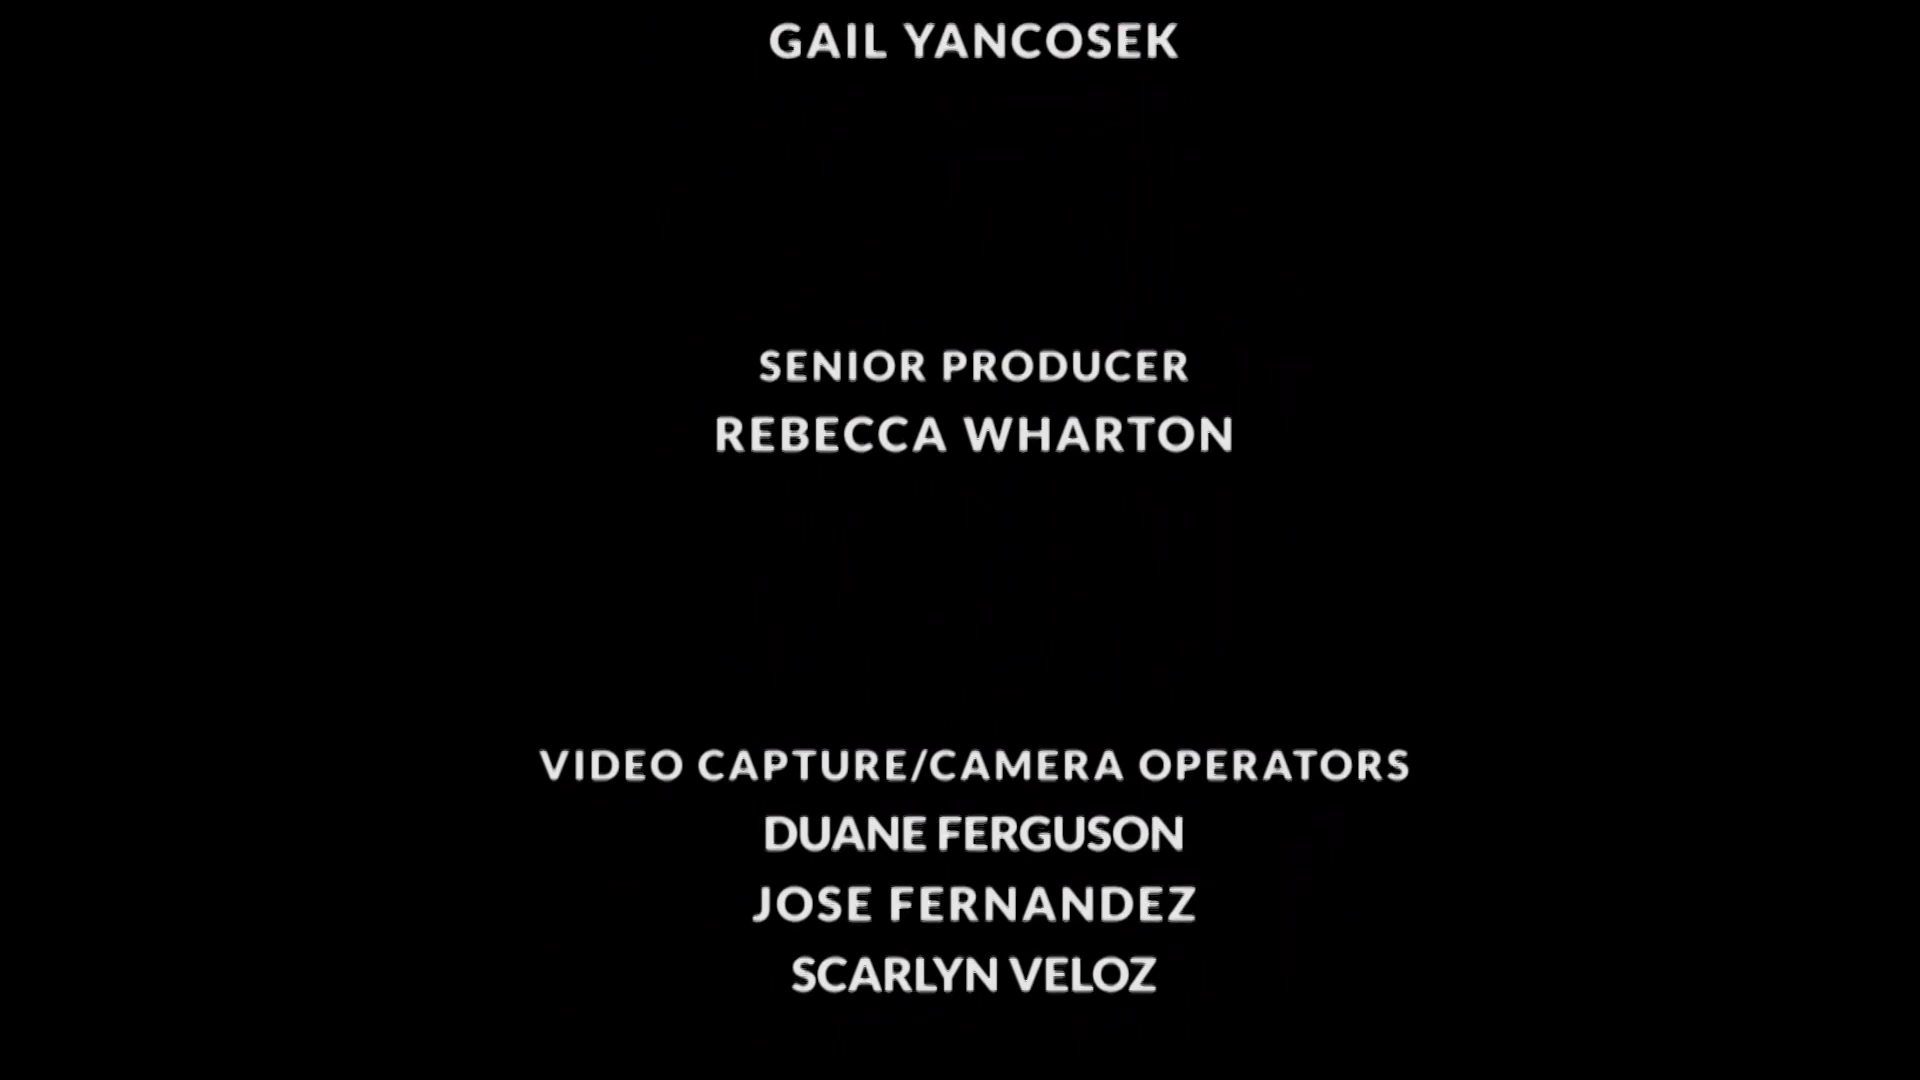 GAIL YANCOSEK
SENIOR PRODUCER
REBECCA WHARTON
VIDEO CAPTURE/CAMERA OPERATORS
DUANE FERGUSON
JOSE FERNANDEZ
SCARLYN VELOZ